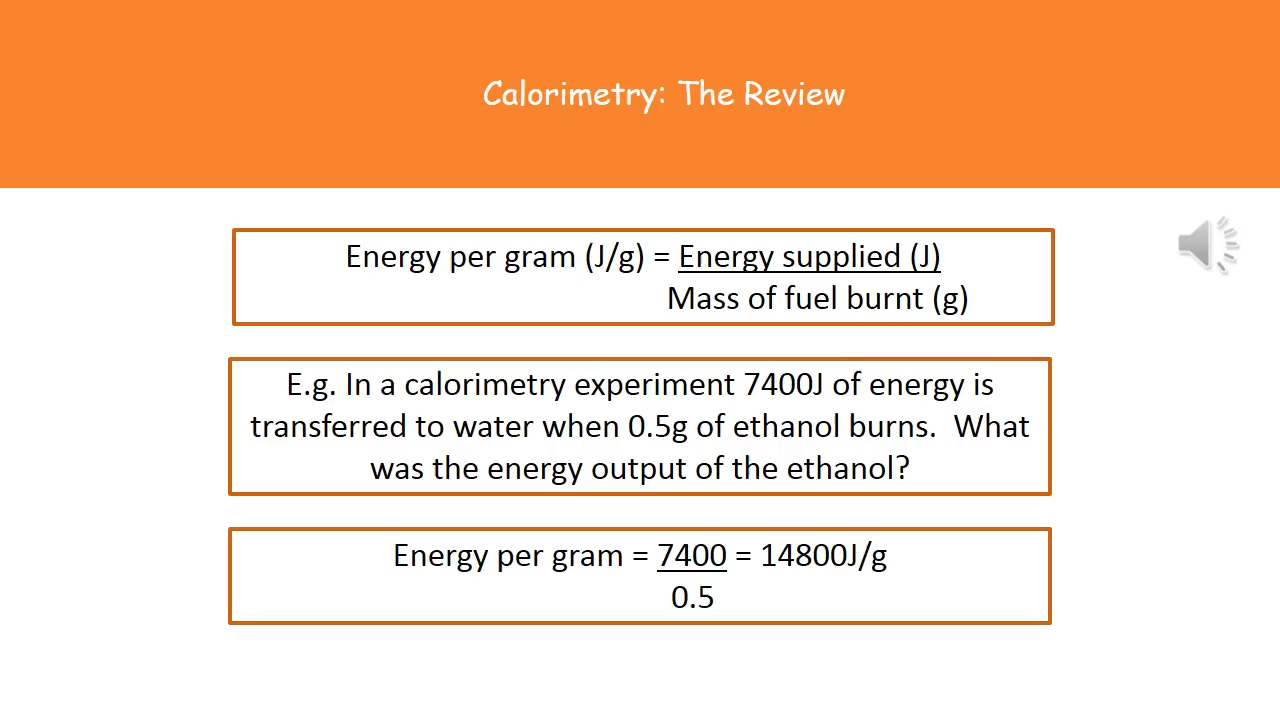 Calorimetry: The Review
Energy per gram (J/g) = Energy supplied (J)
Mass of fuel burnt (g)
E.g. In a calorimetry experiment 7400J of energy is
transferred to water when 0.5g of ethanol burns.  What
was the energy output of the ethanol?
Energy per gram = 7400 = 14800J/g
0.5